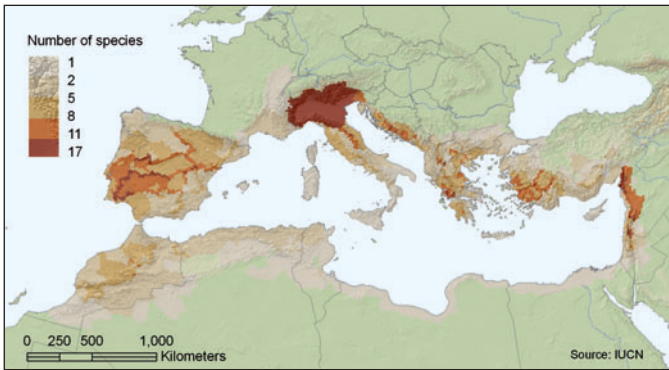 Number of species
1
2
5
8
11
17
0 250 500 1,000
Kilometers
Source: IUCN